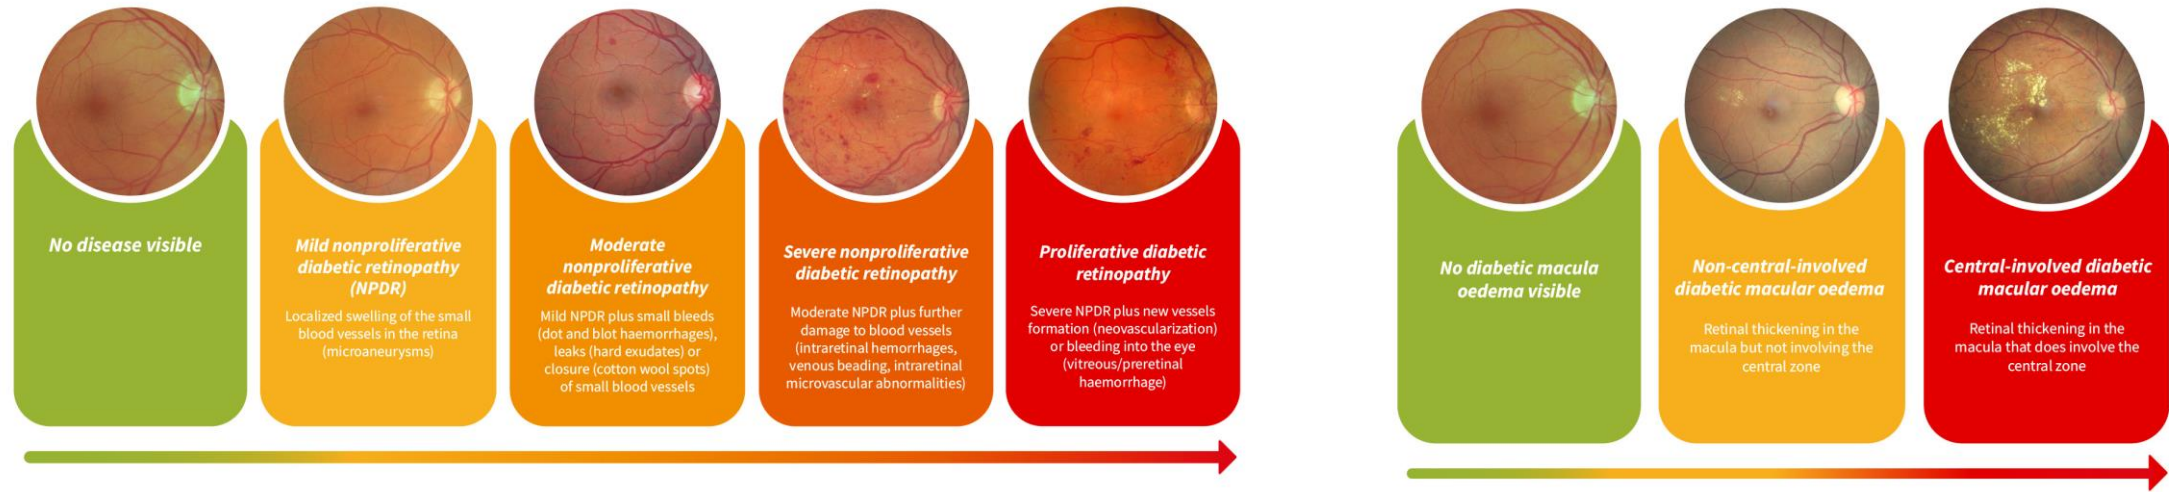 No disease visible
Mild nonproliferative
diabetic retinopathy
(NPDR)
Localized swelling of the small
blood vessels in the retina
(microaneurysms)
Moderate
nonproliferative
diabetic retinopathy
Mild NPDR plus small bleeds
(dot and blot haemorrhages),
leaks (hard exudates) or
closure (cotton wool spots)
of small blood vessels
Severe nonproliferative
diabetic retinopathy
Moderate NPDR plus further
damage to blood vessels
(intraretinal hemorrhages,
venous beading, intraretinal
microvascular abnormalities)
Proliferative diabetic
retinopathy
Severe NPDR plus new vessels
formation (neovascularization)
or bleeding into the eye
(vitreous/preretinal
haemorrhage)
No diabetic macula
oedema visible
Non-central-involved
diabetic macular oedema
Retinal thickening in the
macula but not involving the
central zone
Central-involved diabetic
macular oedema
Retinal thickening in the
macula that does involve the
central zone